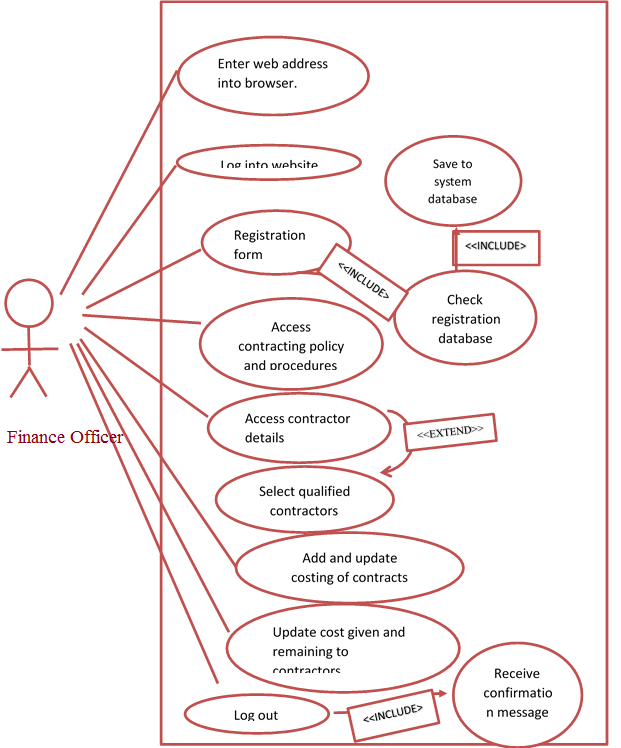 Enter web address
into browser.
Log into website
Save to
system
database
<<INCLUDE>
Registration
form
<<INCLUDE>
Check
registration
database
Access
contracting policy
and procedures
Finance Officer
Access contractor
details
<<EXTEND>>
Select qualified
contractors
Add and update
costing of contracts
Update cost given and
remaining to
contractors
Receive
confirmatio
n message
Log out
<<INCLUDE>